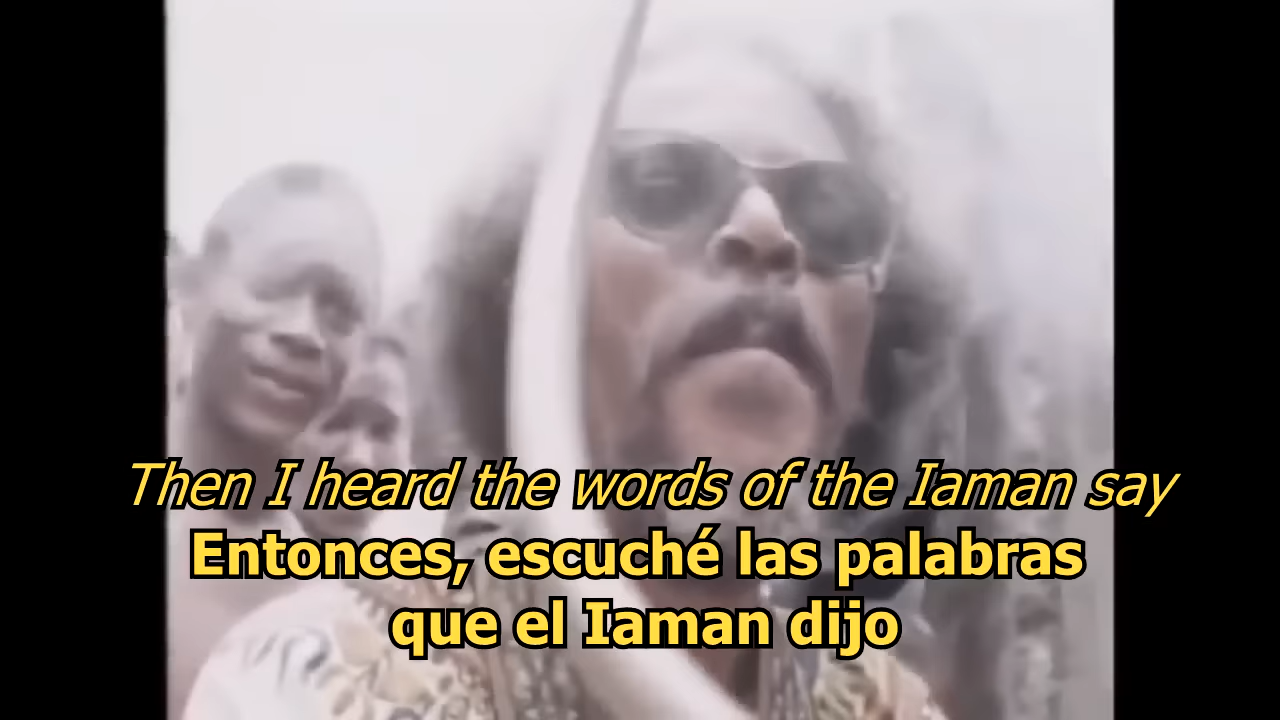 Then I heard the words of the Iaman say
Entonces, escuché las palabras
que el Iaman dijo